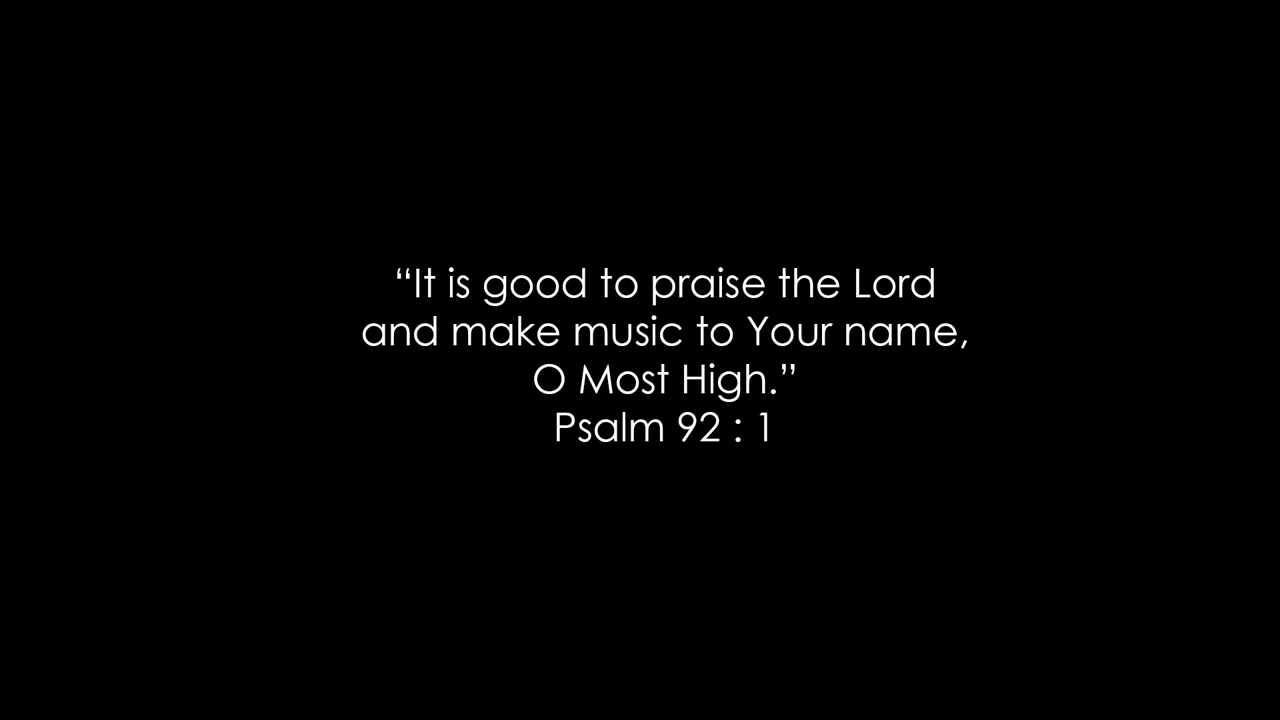 “It is good to praise the Lord
and make music to Your name,
O Most High.”
Psalm 92 : 1